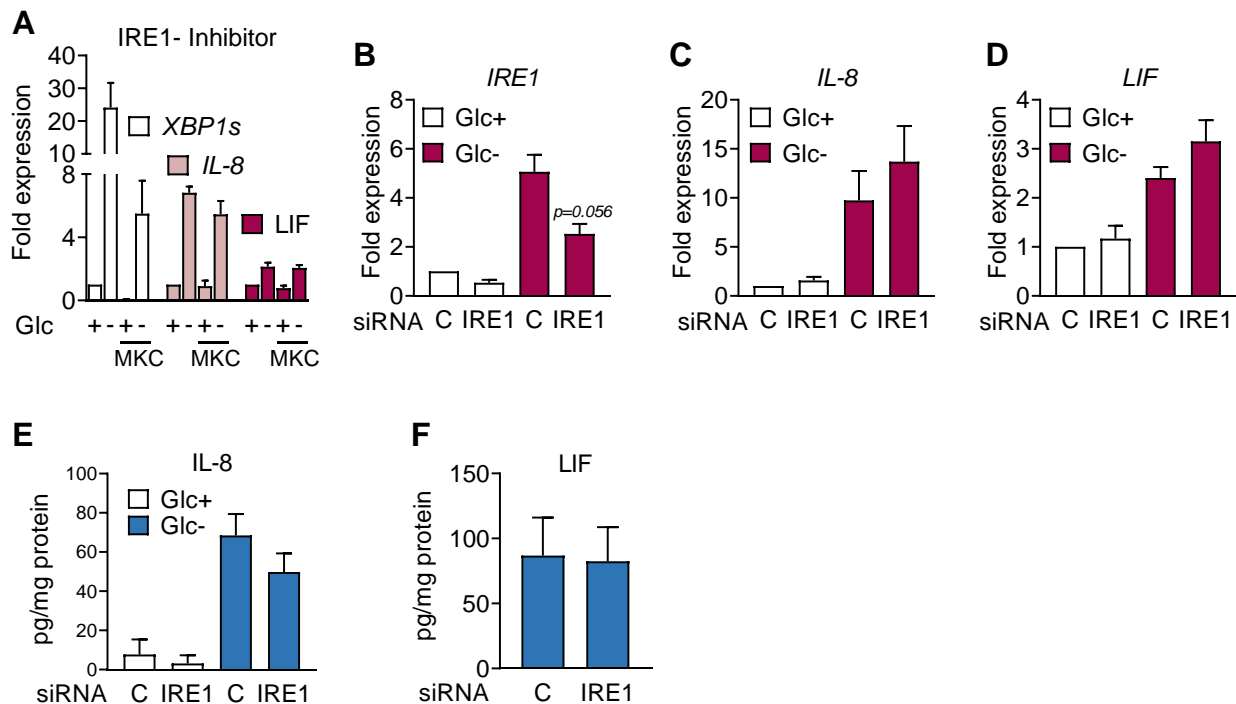 A
IRE1- Inhibitor
Fold expression
40
30
20
10
8
4
0
XBP1s
IL-8
LIF
Glc + - + - + - + - + - + -
MKC MKC MKC
B
IRE1
Fold expression
8
6
4
2
0
Glc+
Glc-
p=0.056
siRNA C IRE1 C IRE1
C
IL-8
Fold expression
20
15
10
5
0
Glc+
Glc-
siRNA C IRE1 C IRE1
D
LIF
Fold expression
4
3
2
1
0
Glc+
Glc-
siRNA C IRE1 C IRE1
E
IL-8
pg/mg protein
100
80
60
40
20
0
Glc+
Glc-
siRNA C IRE1 C IRE1
F
LIF
pg/mg protein
150
100
50
0
siRNA C IRE1